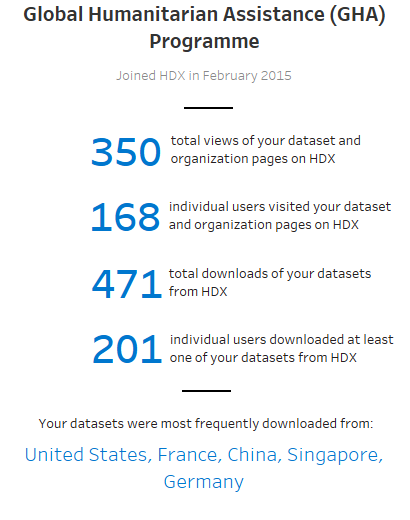 Global Humanitarian Assistance (GHA)
Programme
Joined HDX in February 2015
350 total views of your dataset and
organization pages on HDX
168 individual users visited your dataset
and organization pages on HDX
471 total downloads of your datasets
from HDX
201 individual users downloaded at least
one of your datasets from HDX
Your datasets were most frequently downloaded from:
United States, France, China, Singapore,
Germany